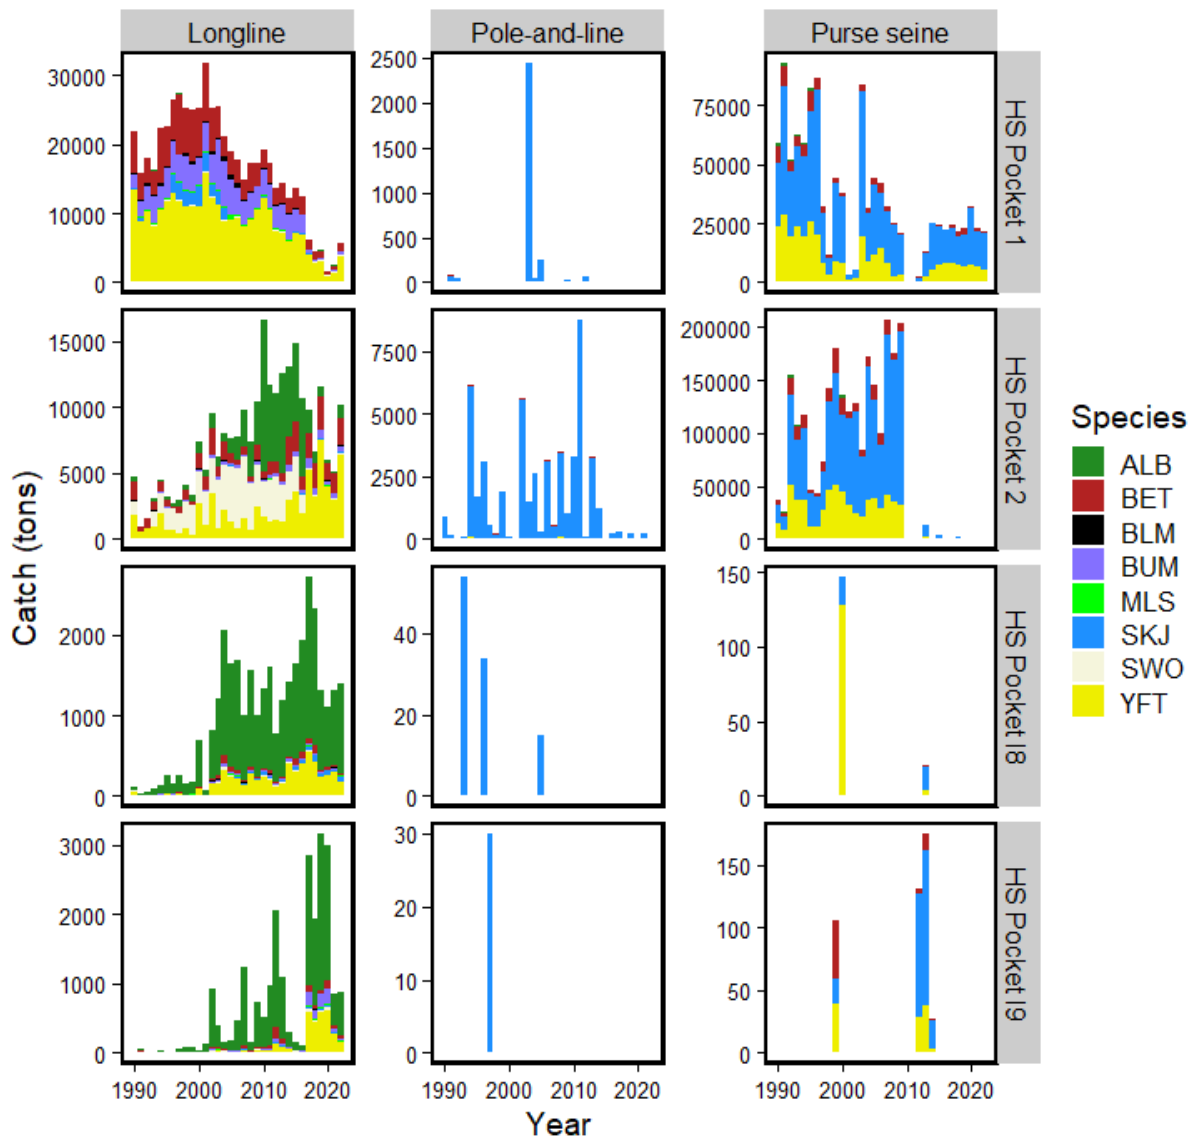 Longline Pole-and-line Purse seine
30000
20000
10000
0
2500
2000
1500
1000
500
0
75000
50000
25000
0
HS Pocket 1
15000
10000
5000
0
7500
5000
2500
0
200000
150000
100000
50000
0
HS Pocket 2
2000
1000
0
40
20
0
150
100
50
0
HS Pocket I8
3000
2000
1000
0
30
20
10
0
150
100
50
0
HS Pocket I9
1990 2000 2010 2020 1990 2000 2010 2020 1990 2000 2010 2020
Year
Catch (tons)
Species
ALB
BET
BLM
BUM
MLS
SKJ
SWO
YFT